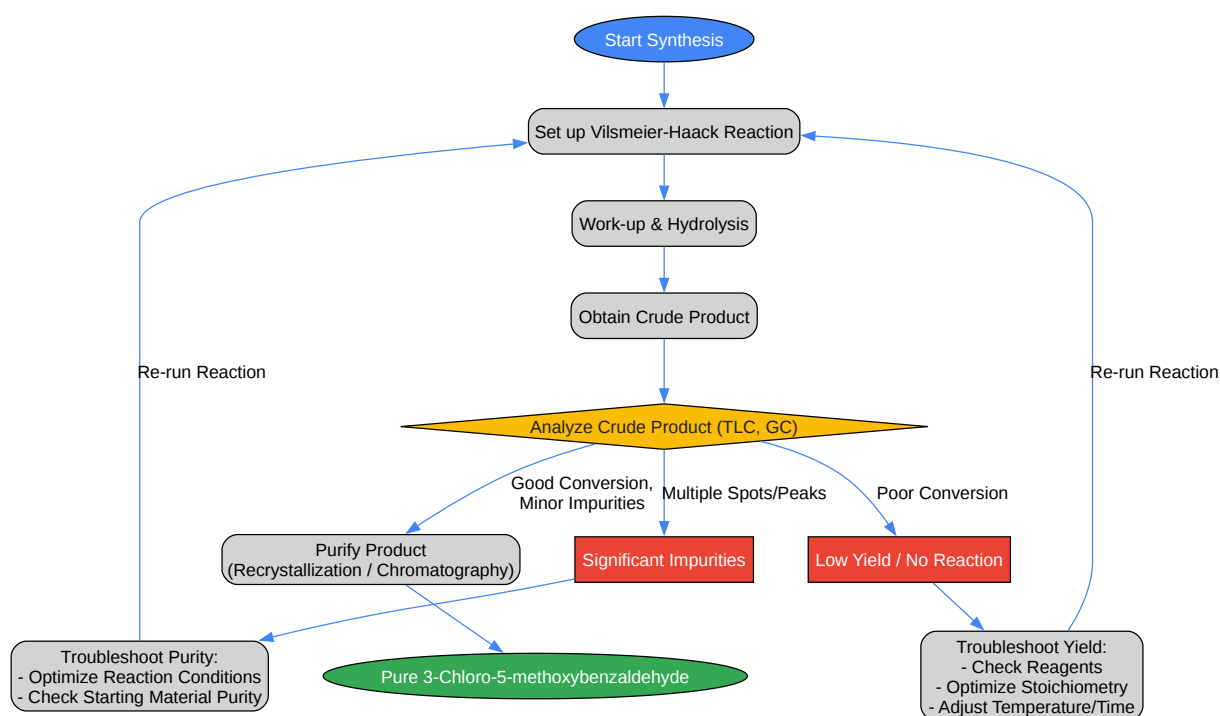 Start Synthesis
Set up Vilsmeier-Haack Reaction
Work-up & Hydrolysis
Obtain Crude Product
Re-run Reaction
Re-run Reaction
Analyze Crude Product (TLC, GC)
Good Conversion,
Minor Impurities
Multiple Spots/Peaks
Poor Conversion
Purify Product
(Recrystallization / Chromatography)
Significant Impurities
Low Yield / No Reaction
Troubleshoot Purity:
- Optimize Reaction Conditions
- Check Starting Material Purity
Pure 3-Chloro-5-methoxybenzaldehyde
Troubleshoot Yield:
- Check Reagents
- Optimize Stoichiometry
- Adjust Temperature/Time